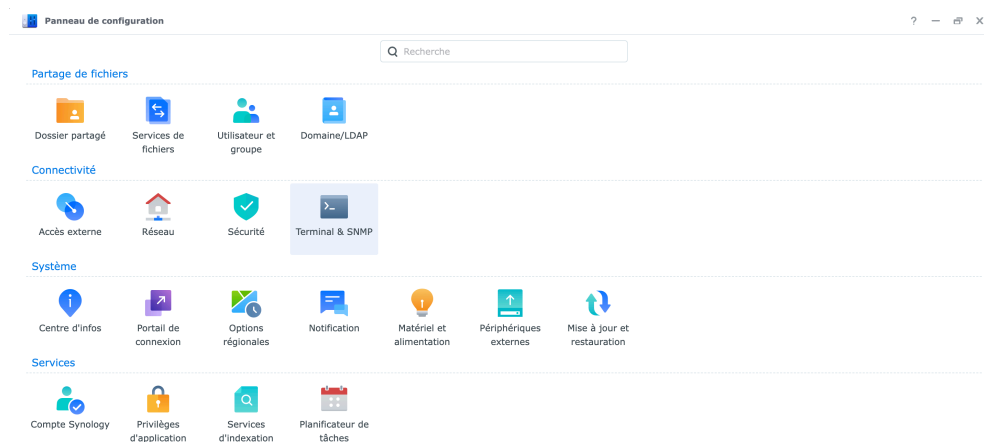 Panneau de configuration
?
Recherche
Partage de fichiers
Dossier partagé
Services de
fichiers
Utilisateur et
groupe
Domaine/LDAP
Connectivité
Accès externe
Réseau
Sécurité
Terminal & SNMP
Système
Centre d'infos
Portail de
connexion
Options
régionales
Notification
Matériel et
alimentation
Périphériques
externes
Mise à jour et
restauration
Services
Compte Synology
Privilèges
d'application
Services
d'indexation
Planificateur de
tâches